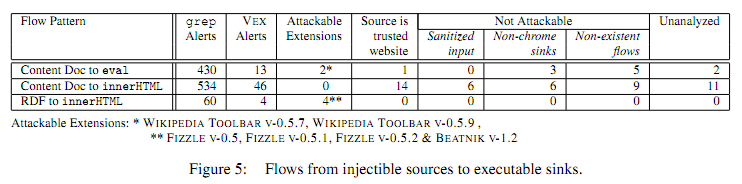 Flow Pattern grep Alerts VEX Alerts Attackable Extensions Source is trusted website Not Attackable Unanalyzed
Sanitized input Non-chrome sinks Non-existent flows
Content Doc to eval 430 13 2* 1 0 3 5 2
Content Doc to innerHTML 534 46 0 14 6 6 9 11
RDF to innerHTML 60 4 4** 0 0 0 0 0
Attackable Extensions: * WIKIPEDIA TOOLBAR V-0.5.7, WIKIPEDIA TOOLBAR V-0.5.9 ,
** FIZZLE V-0.5, FIZZLE V-0.5.1, FIZZLE V-0.5.2 & BEATNIK V-1.2
Figure 5: Flows from injectible sources to executable sinks.